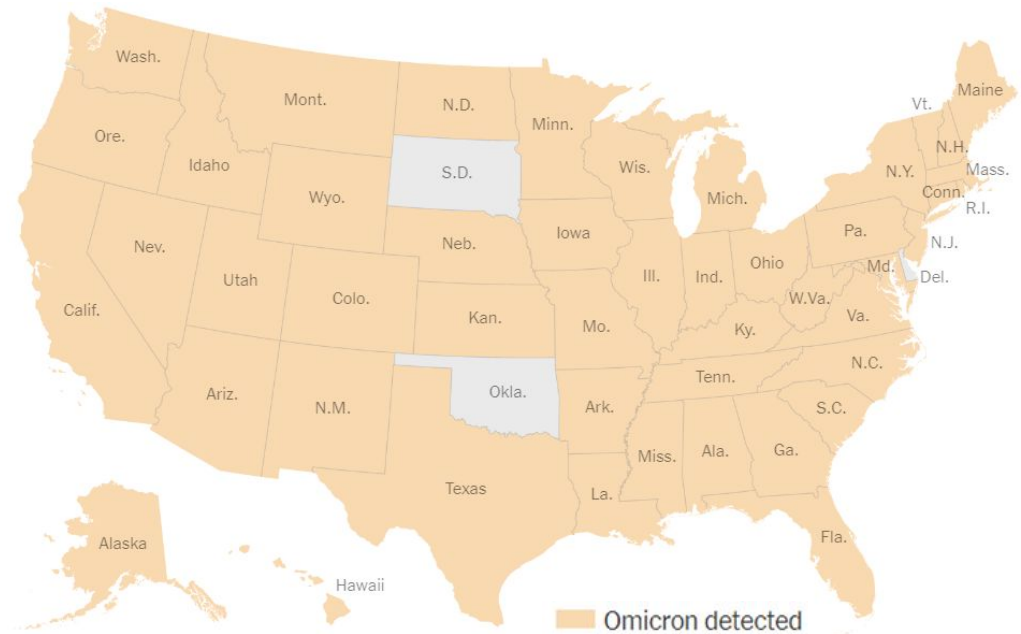 Wash.
Mont.
N.D.
Minn.
Maine
Vt.
Ore.
Idaho
S.D.
Wis.
N.H.
Mass.
N.Y.
Mich.
Conn.
R.I.
Wyo.
Nev.
Neb.
Iowa
Pa.
N.J.
Utah
Colo.
Ill.
Ind.
Ohio
Md.
Del.
Calif.
Kan.
Mo.
Ky.
W.Va.
Va.
Ariz.
N.M.
Okla.
Ark.
Tenn.
N.C.
S.C.
Texas
La.
Miss.
Ala.
Ga.
Fla.
Alaska
Hawaii
Omicron detected